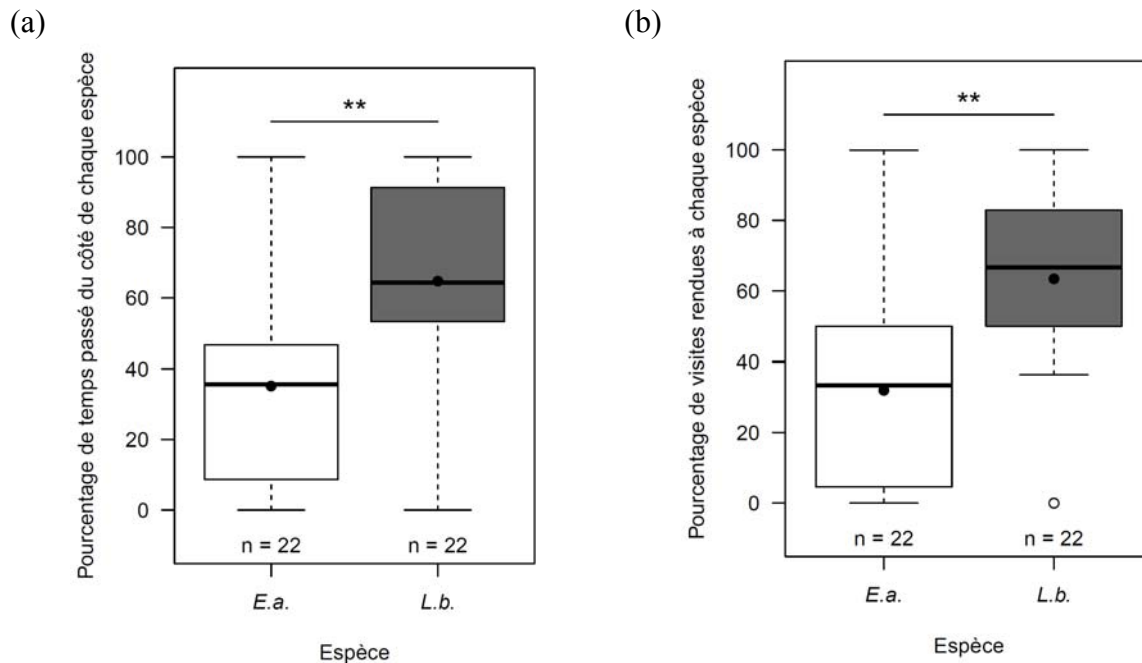 (a)
Pourcentage de temps passé du côté de chaque espèce
**
100
80
60
40
20
0
n = 22
n = 22
E.a.
L.b.
Espèce
(b)
Pourcentage de visites rendues à chaque espèce
**
100
80
60
40
20
0
n = 22
n = 22
E.a.
L.b.
Espèce